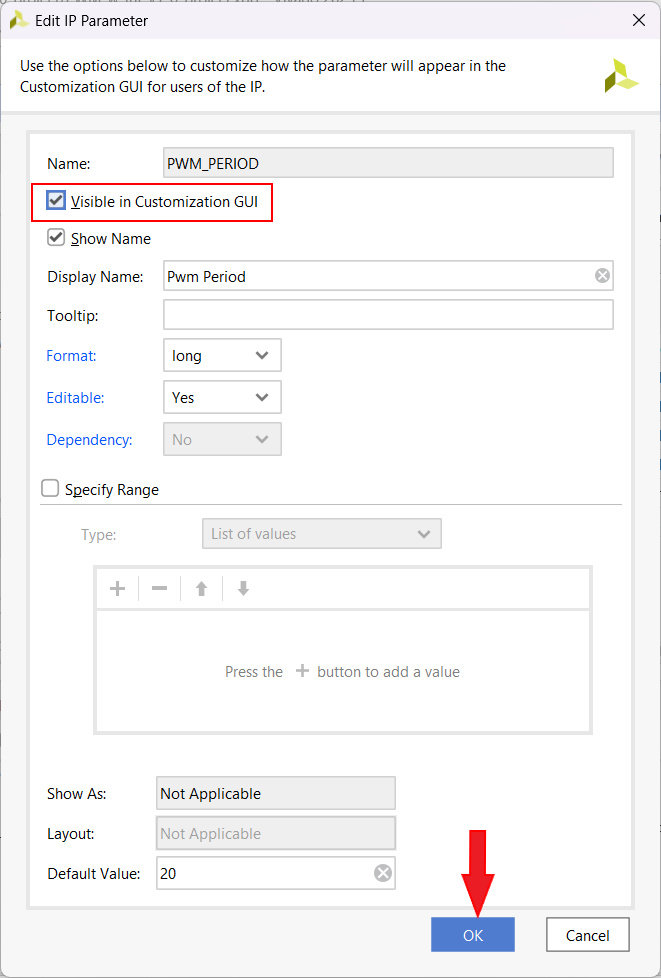 Edit IP Parameter
Use the options below to customize how the parameter will appear in the
Customization GUI for users of the IP.
Name: PWM_PERIOD
Visible in Customization GUI
Show Name
Display Name: Pwm Period
Tooltip:
Format: long
Editable: Yes
Dependency: No
Specify Range
Type: List of values
Press the + button to add a value
Show As: Not Applicable
Layout: Not Applicable
Default Value: 20
OK Cancel